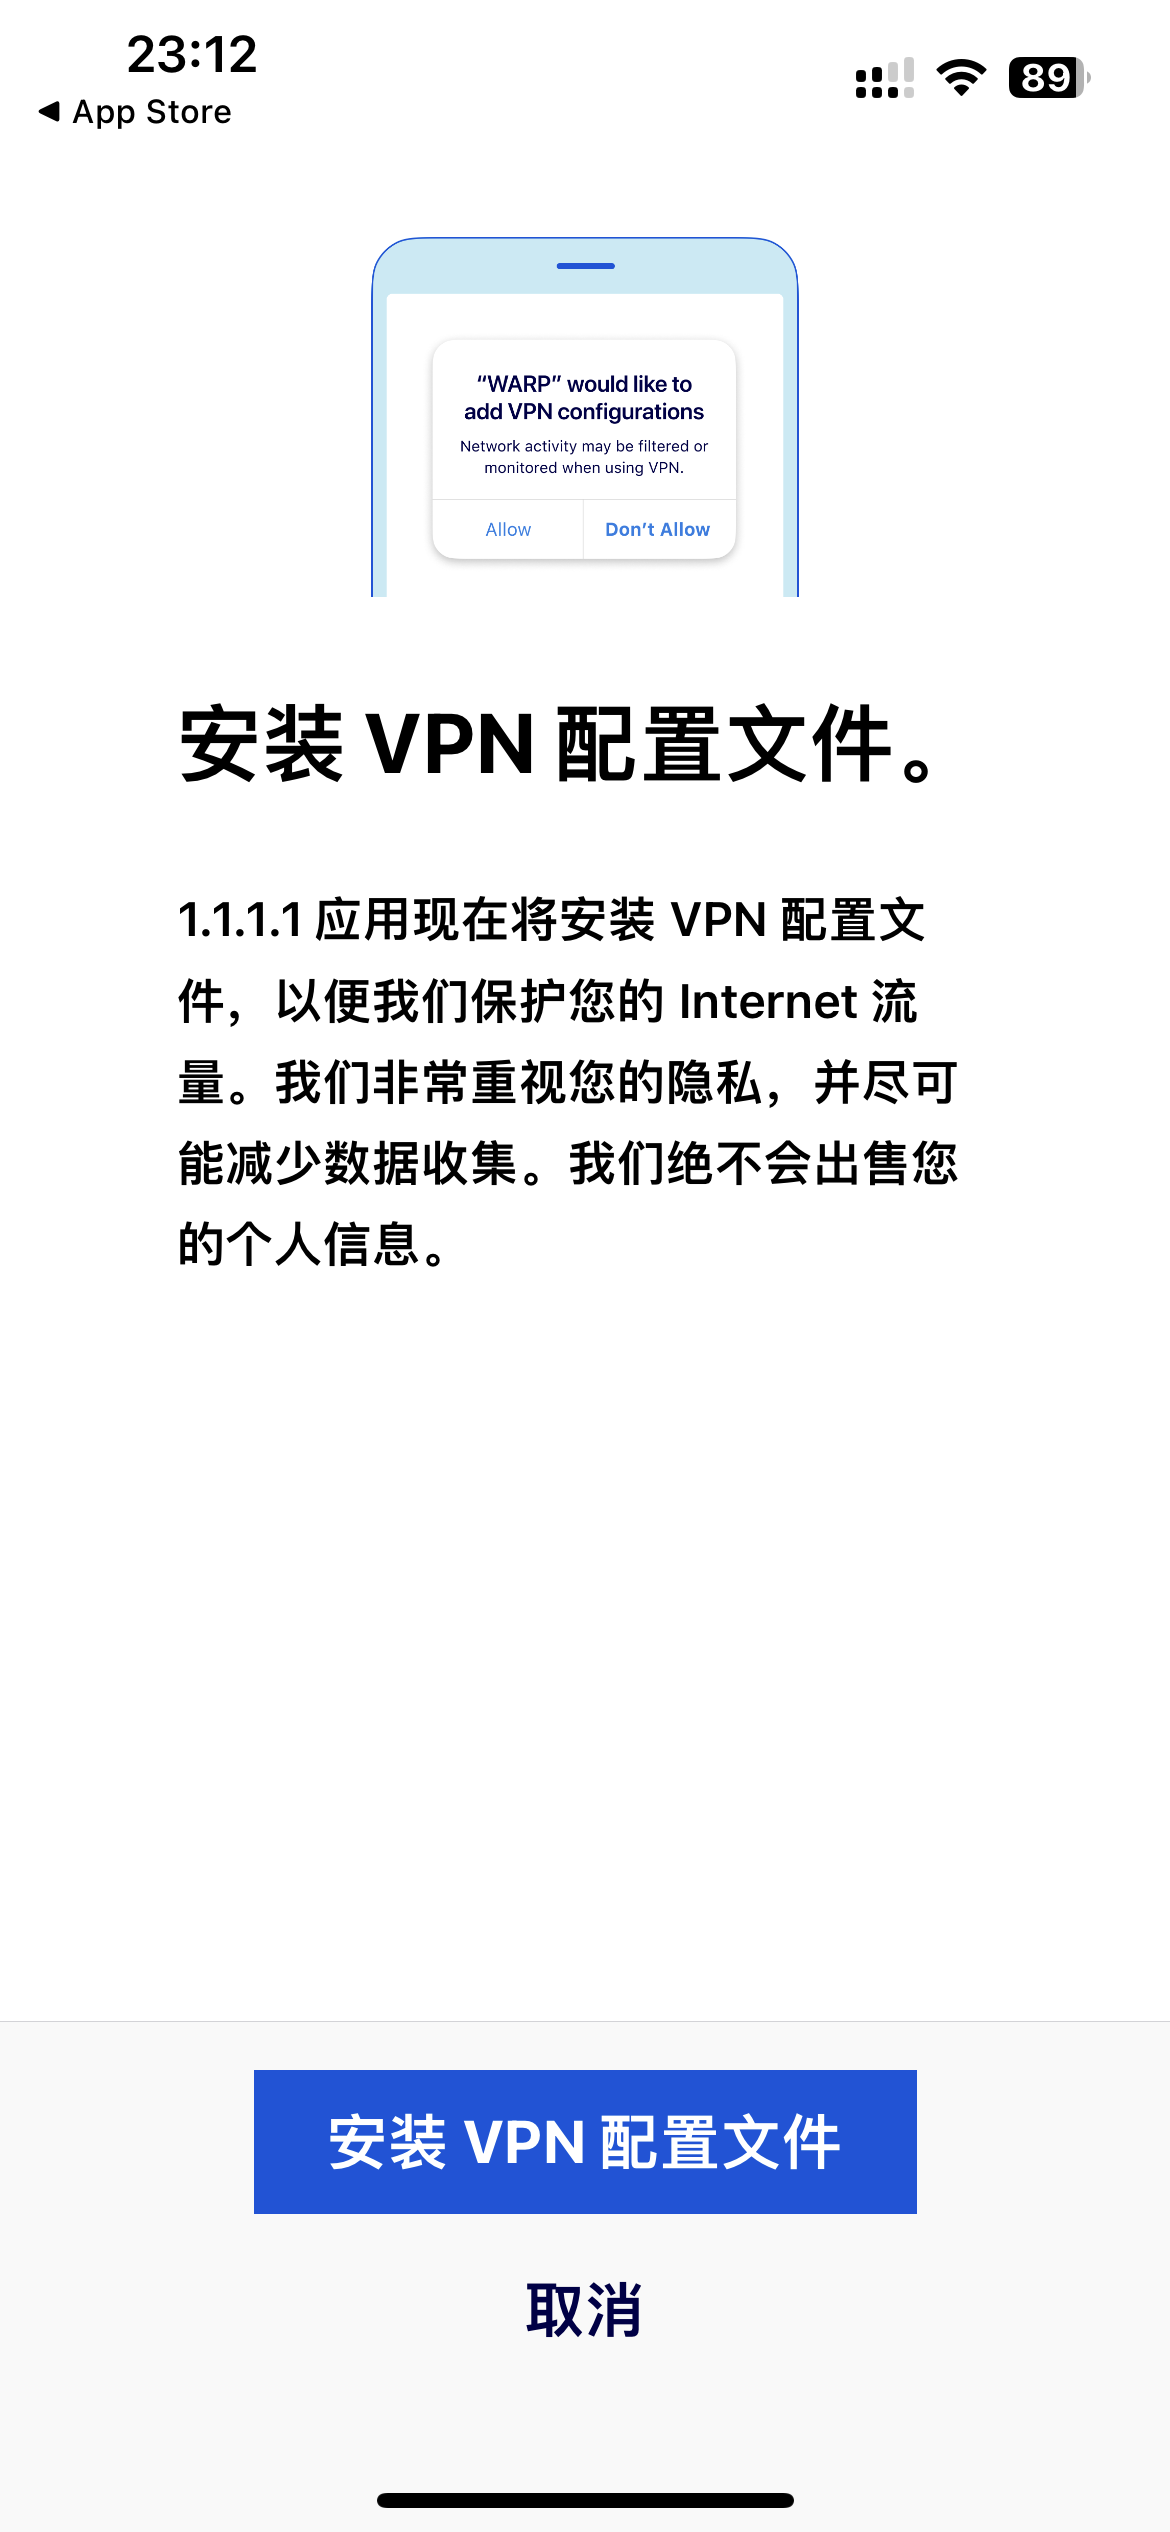 23:12
89
◀ App Store
“WARP” would like to
add VPN configurations
Network activity may be filtered or
monitored when using VPN.
Allow
Don’t Allow
安装 VPN 配置文件。
1.1.1.1 应用现在将安装 VPN 配置文
件，以便我们保护您的 Internet 流
量。我们非常重视您的隐私，并尽可
能减少数据收集。我们绝不会出售您
的个人信息。
安装 VPN 配置文件
取消